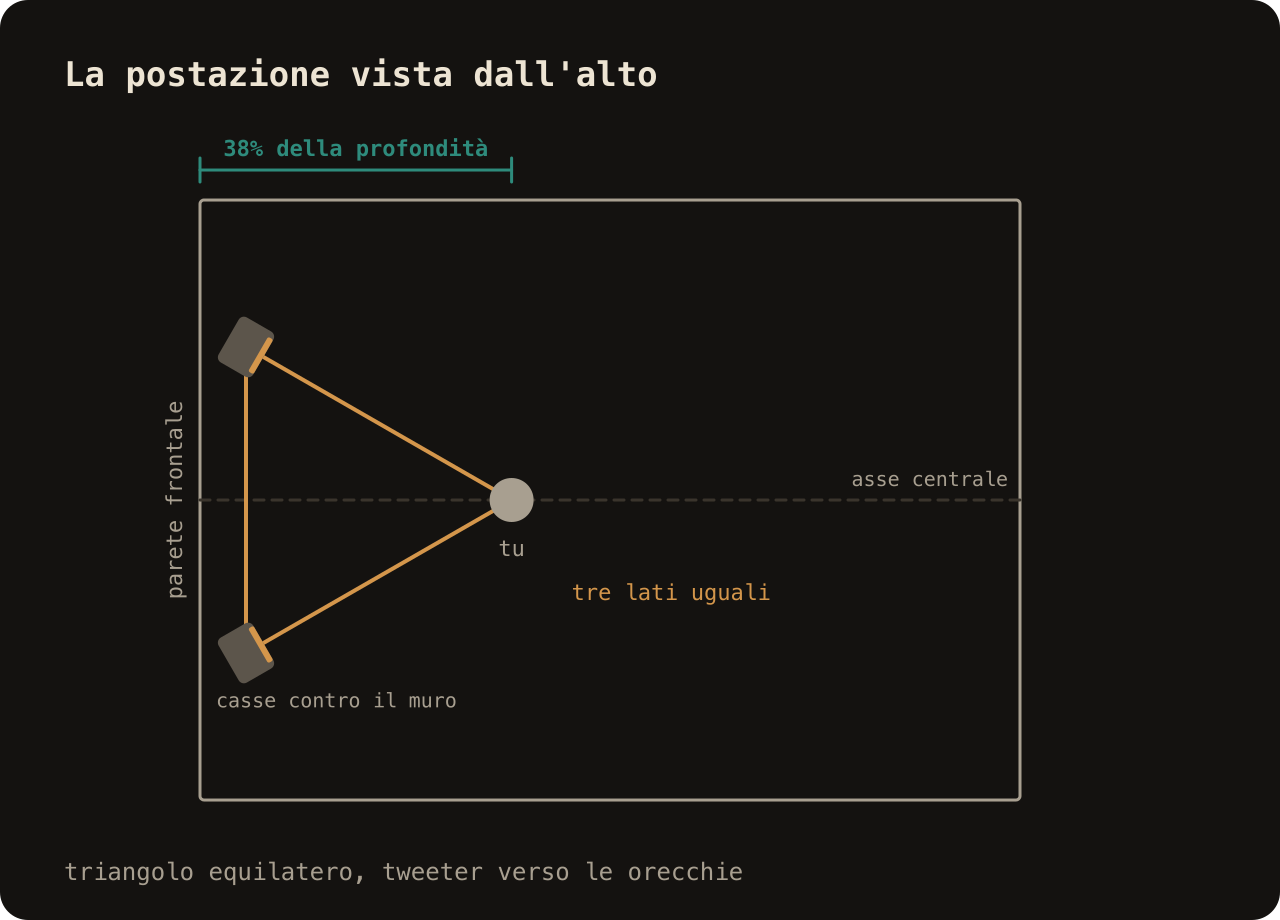 La postazione vista dall'alto
38% della profondità
parete frontale
asse centrale
tu
tre lati uguali
casse contro il muro
triangolo equilatero, tweeter verso le orecchie